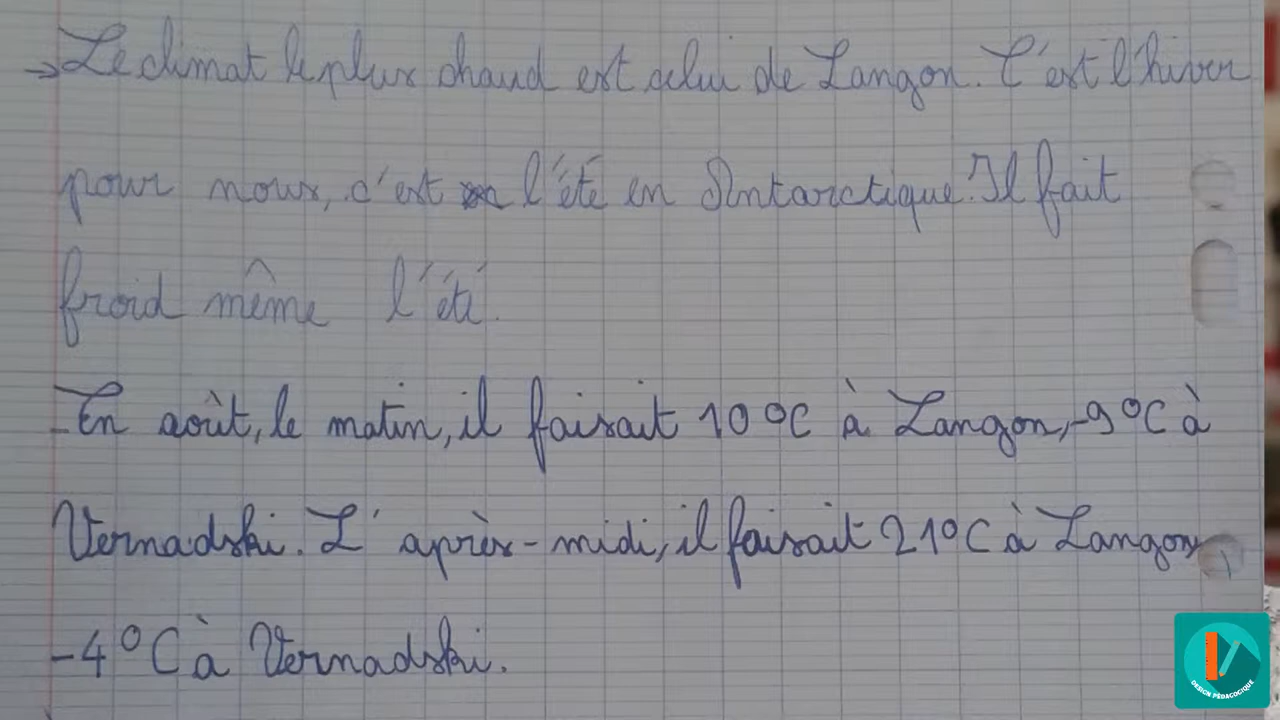 → Le climat le plus chaud est celui de Langon. C'est l'hiver
pour nous, c'est l'été en Antarctique. Il fait
froid même l'été.
- En août, le matin, il faisait 10°C à Langon, -9°C à
Vernadski. L'après-midi, il faisait 21°C à Langon,
-4°C à Vernadski.
DESIGN PÉDAGOGIQUE